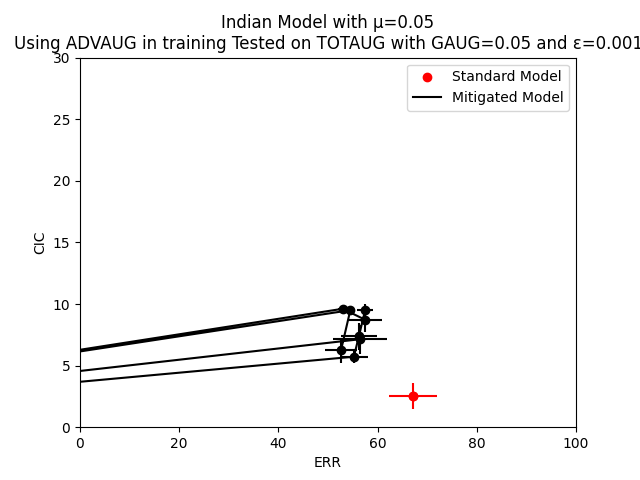 Indian Model with μ=0.05
Using ADVAUG in training Tested on TOTAUG with GAUG=0.05 and ε=0.001
Standard Model
Mitigated Model
30
25
20
15
10
5
0
CIC
0 20 40 60 80 100
ERR